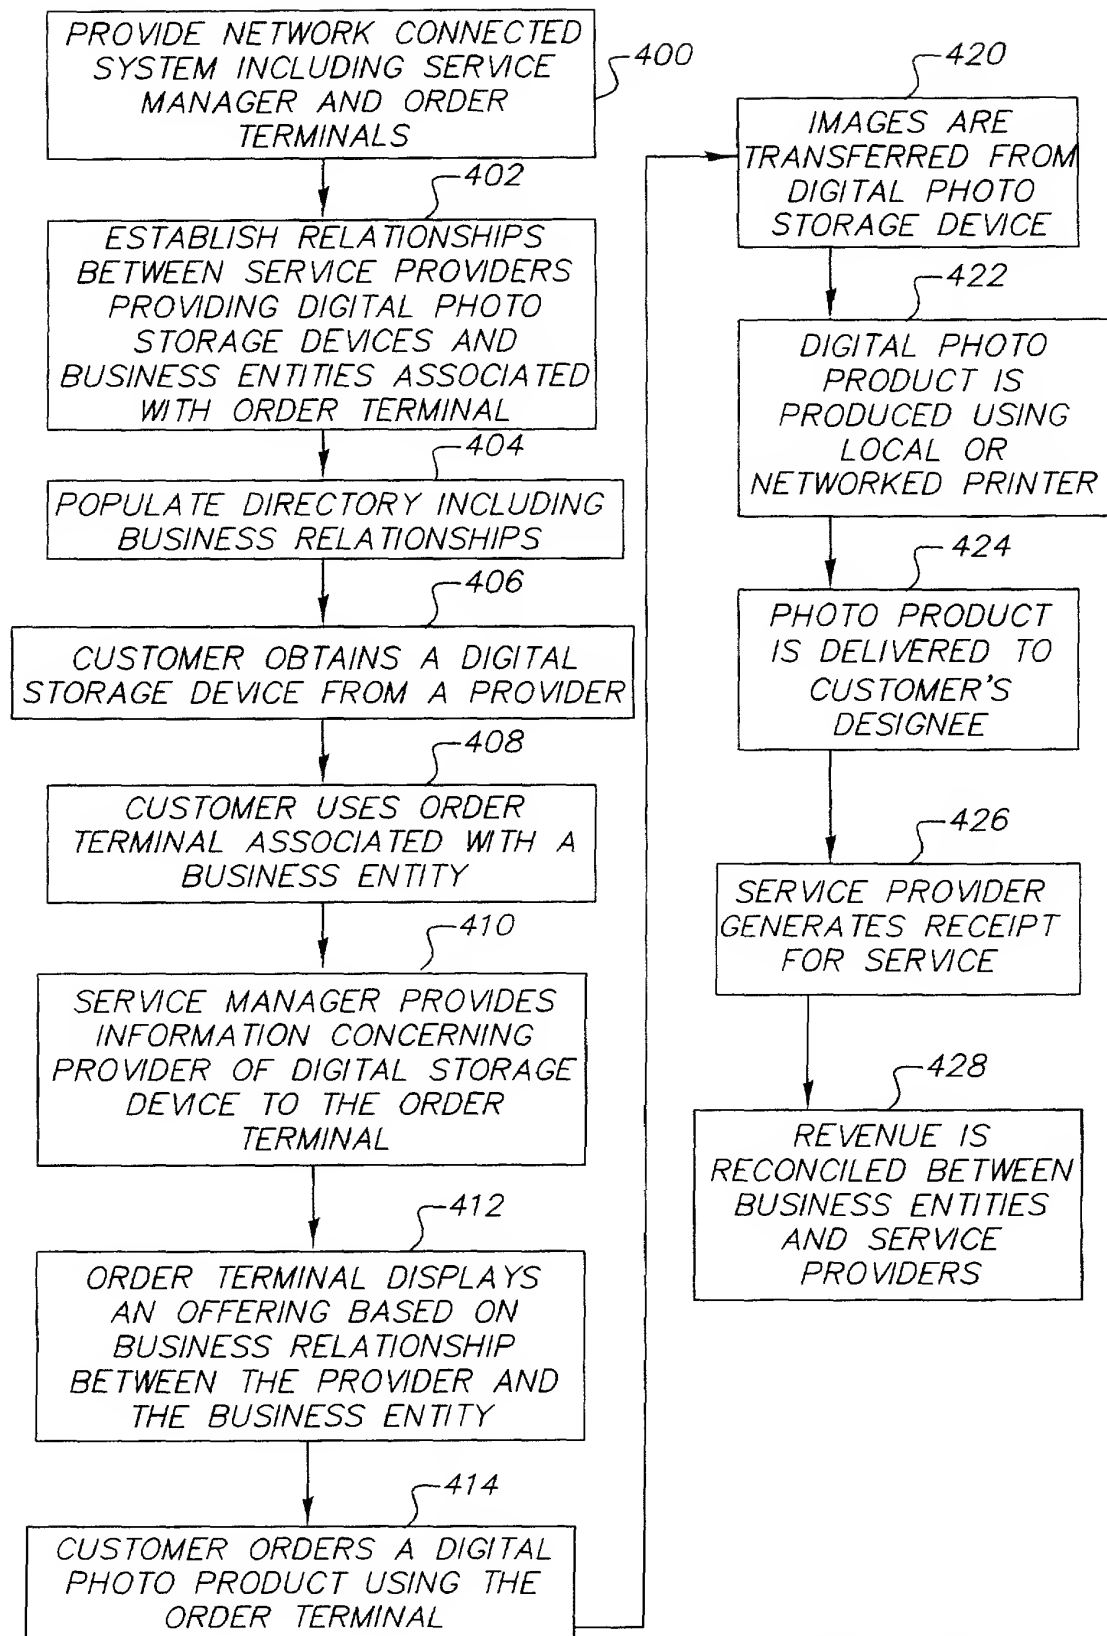 PROVIDE NETWORK CONNECTED
SYSTEM INCLUDING SERVICE
MANAGER AND ORDER
TERMINALS
400
402
ESTABLISH RELATIONSHIPS
BETWEEN SERVICE PROVIDERS
PROVIDING DIGITAL PHOTO
STORAGE DEVICES AND
BUSINESS ENTITIES ASSOCIATED
WITH ORDER TERMINAL
404
POPULATE DIRECTORY INCLUDING
BUSINESS RELATIONSHIPS
406
CUSTOMER OBTAINS A DIGITAL
STORAGE DEVICE FROM A PROVIDER
408
CUSTOMER USES ORDER
TERMINAL ASSOCIATED WITH A
BUSINESS ENTITY
410
SERVICE MANAGER PROVIDES
INFORMATION CONCERNING
PROVIDER OF DIGITAL STORAGE
DEVICE TO THE ORDER
TERMINAL
412
ORDER TERMINAL DISPLAYS
AN OFFERING BASED ON
BUSINESS RELATIONSHIP
BETWEEN THE PROVIDER AND
THE BUSINESS ENTITY
414
CUSTOMER ORDERS A DIGITAL
PHOTO PRODUCT USING THE
ORDER TERMINAL
420
IMAGES ARE
TRANSFERRED FROM
DIGITAL PHOTO
STORAGE DEVICE
422
DIGITAL PHOTO
PRODUCT IS
PRODUCED USING
LOCAL OR
NETWORKED PRINTER
424
PHOTO PRODUCT
IS DELIVERED TO
CUSTOMER'S
DESIGNEE
426
SERVICE PROVIDER
GENERATES RECEIPT
FOR SERVICE
428
REVENUE IS
RECONCILED BETWEEN
BUSINESS ENTITIES
AND SERVICE
PROVIDERS